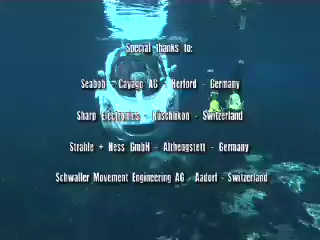 Special thanks to:
Seabob - Cayago AG - Herford - Germany
Sharp Electronics - Rüschlikon - Switzerland
Strahle + Hess GmbH - Althengstett - Germany
Schwaller Movement Engineering AG - Aadorf - Switzerland